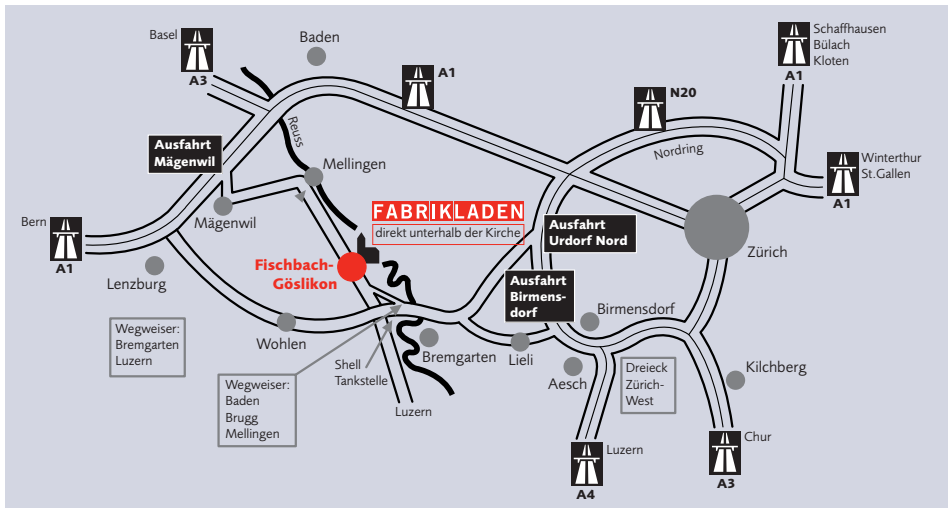 Basel
A3
Baden
A1
N20
Schaffhausen
Bülach
Kloten
A1
Nordring
Reuss
Ausfahrt
Mägenwil
Mellingen
Winterthur
St.Gallen
A1
Mägenwil
FABRIKLADEN
direkt unterhalb der Kirche
Ausfahrt
Urdorf Nord
Bern
A1
Zürich
Lenzburg
Fischbach-
Göslikon
Ausfahrt
Birmens-
dorf
Birmensdorf
Wegweiser:
Bremgarten
Luzern
Wohlen
Shell
Tankstelle
Bremgarten
Lieli
Aesch
Dreieck
Zürich-
West
Kilchberg
Wegweiser:
Baden
Brugg
Mellingen
Luzern
Luzern
A4
Chur
A3